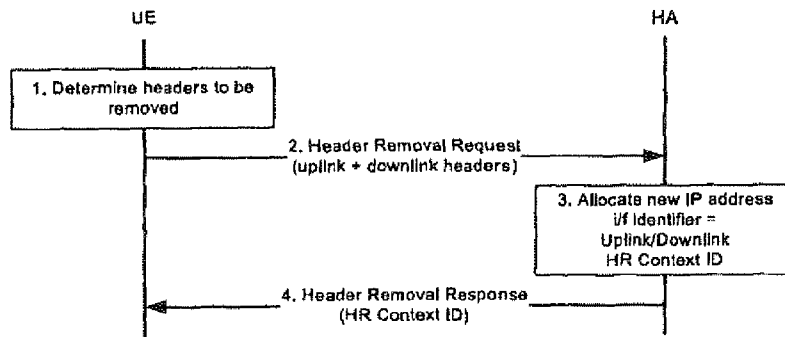 UE
HA
1. Determine headers to be
removed
2. Header Removal Request
(uplink + downlink headers)
3. Allocate new IP address
i/f identifier =
Uplink/Downlink
HR Context ID
4. Header Removal Response
(HR Context ID)